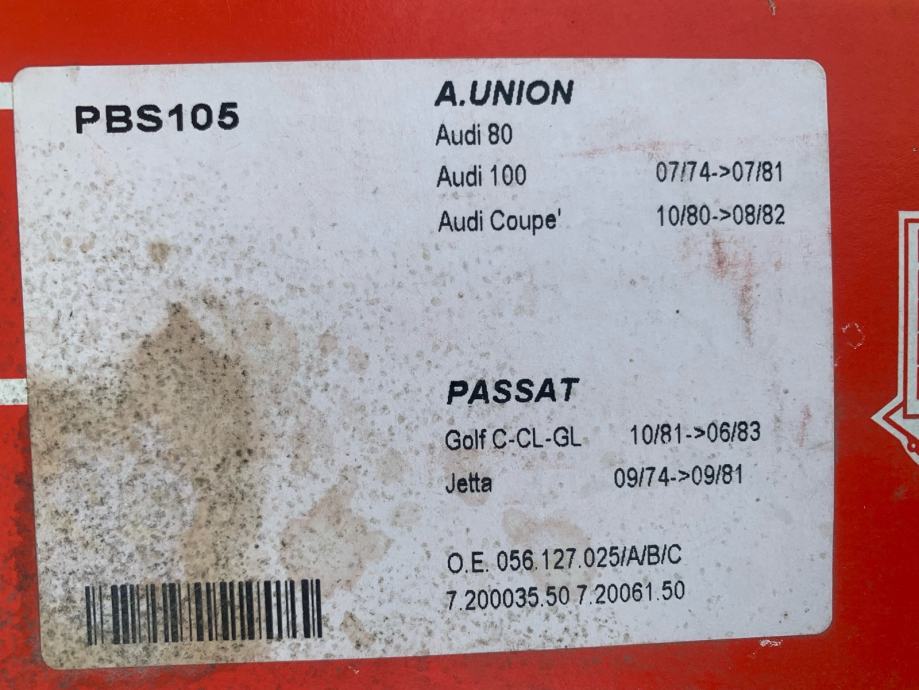 PBS105
A.UNION
Audi 80
Audi 100 07/74->07/81
Audi Coupe' 10/80->08/82
PASSAT
Golf C-CL-GL 10/81->06/83
Jetta 09/74->09/81
O.E. 056.127.025/A/B/C
7.200035.50 7.20061.50